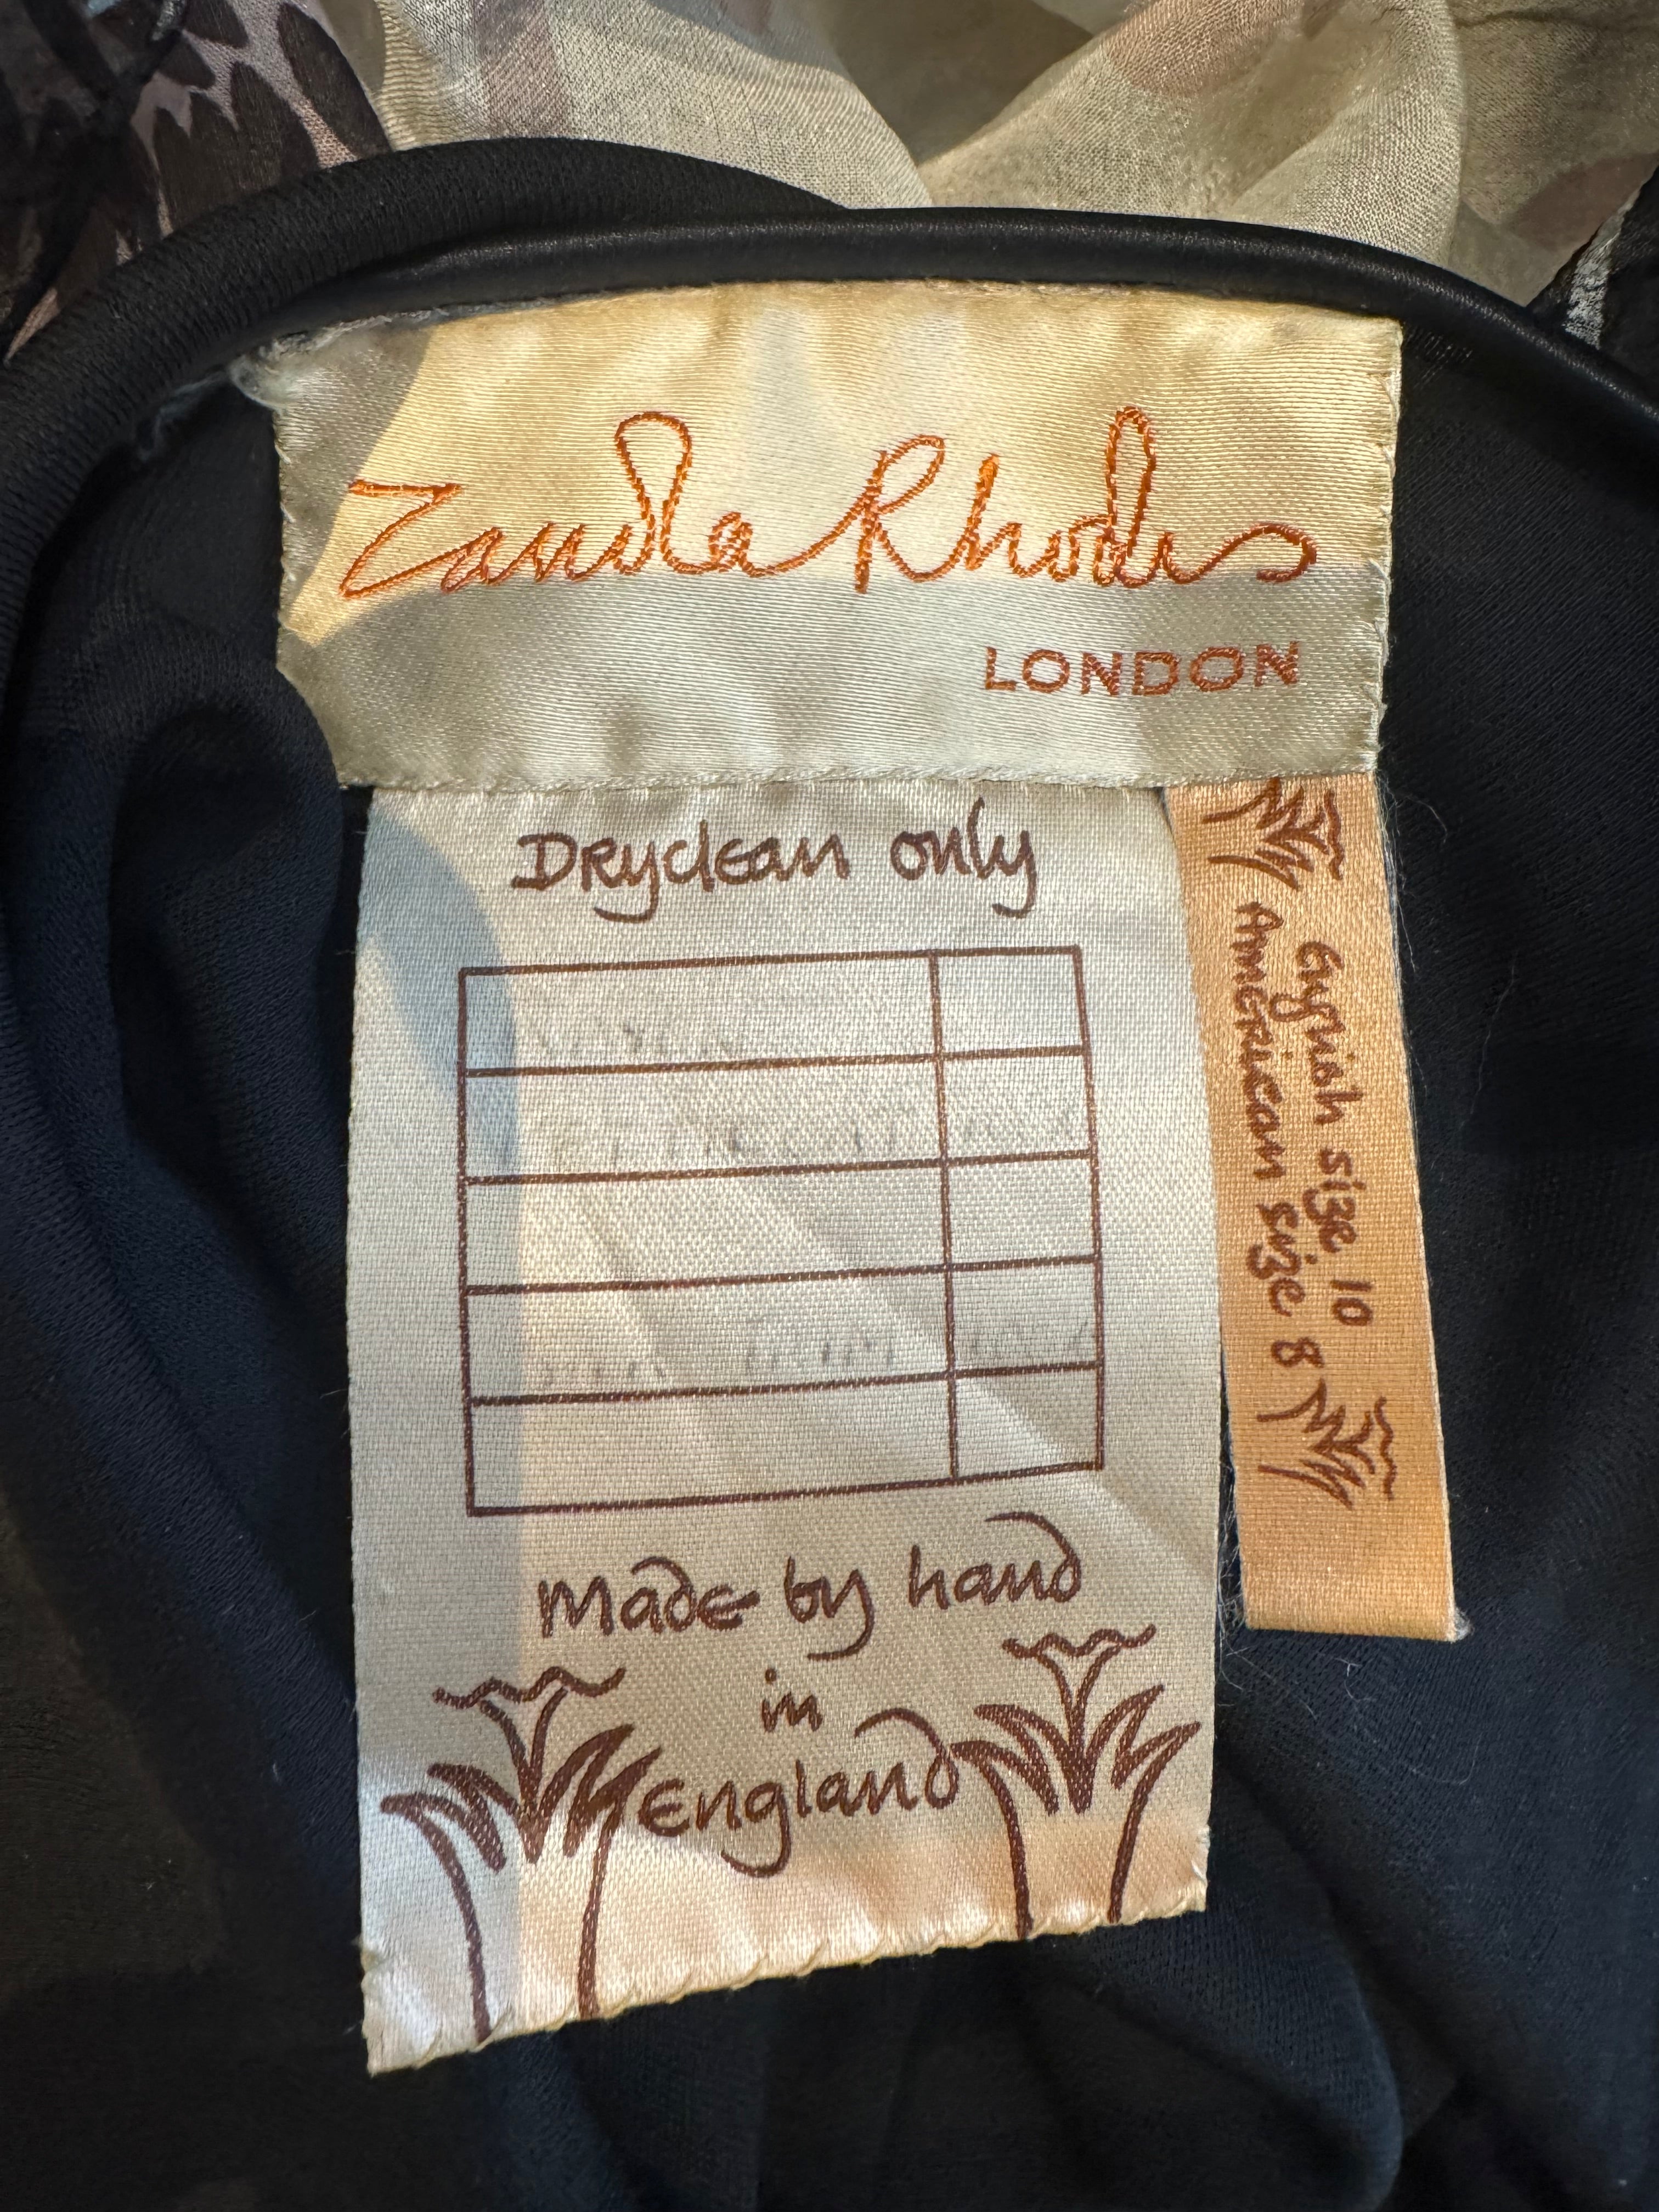 Zandra Rhodes
LONDON
Dryclean only
Made by hand
in
England
English size 10
American size 8